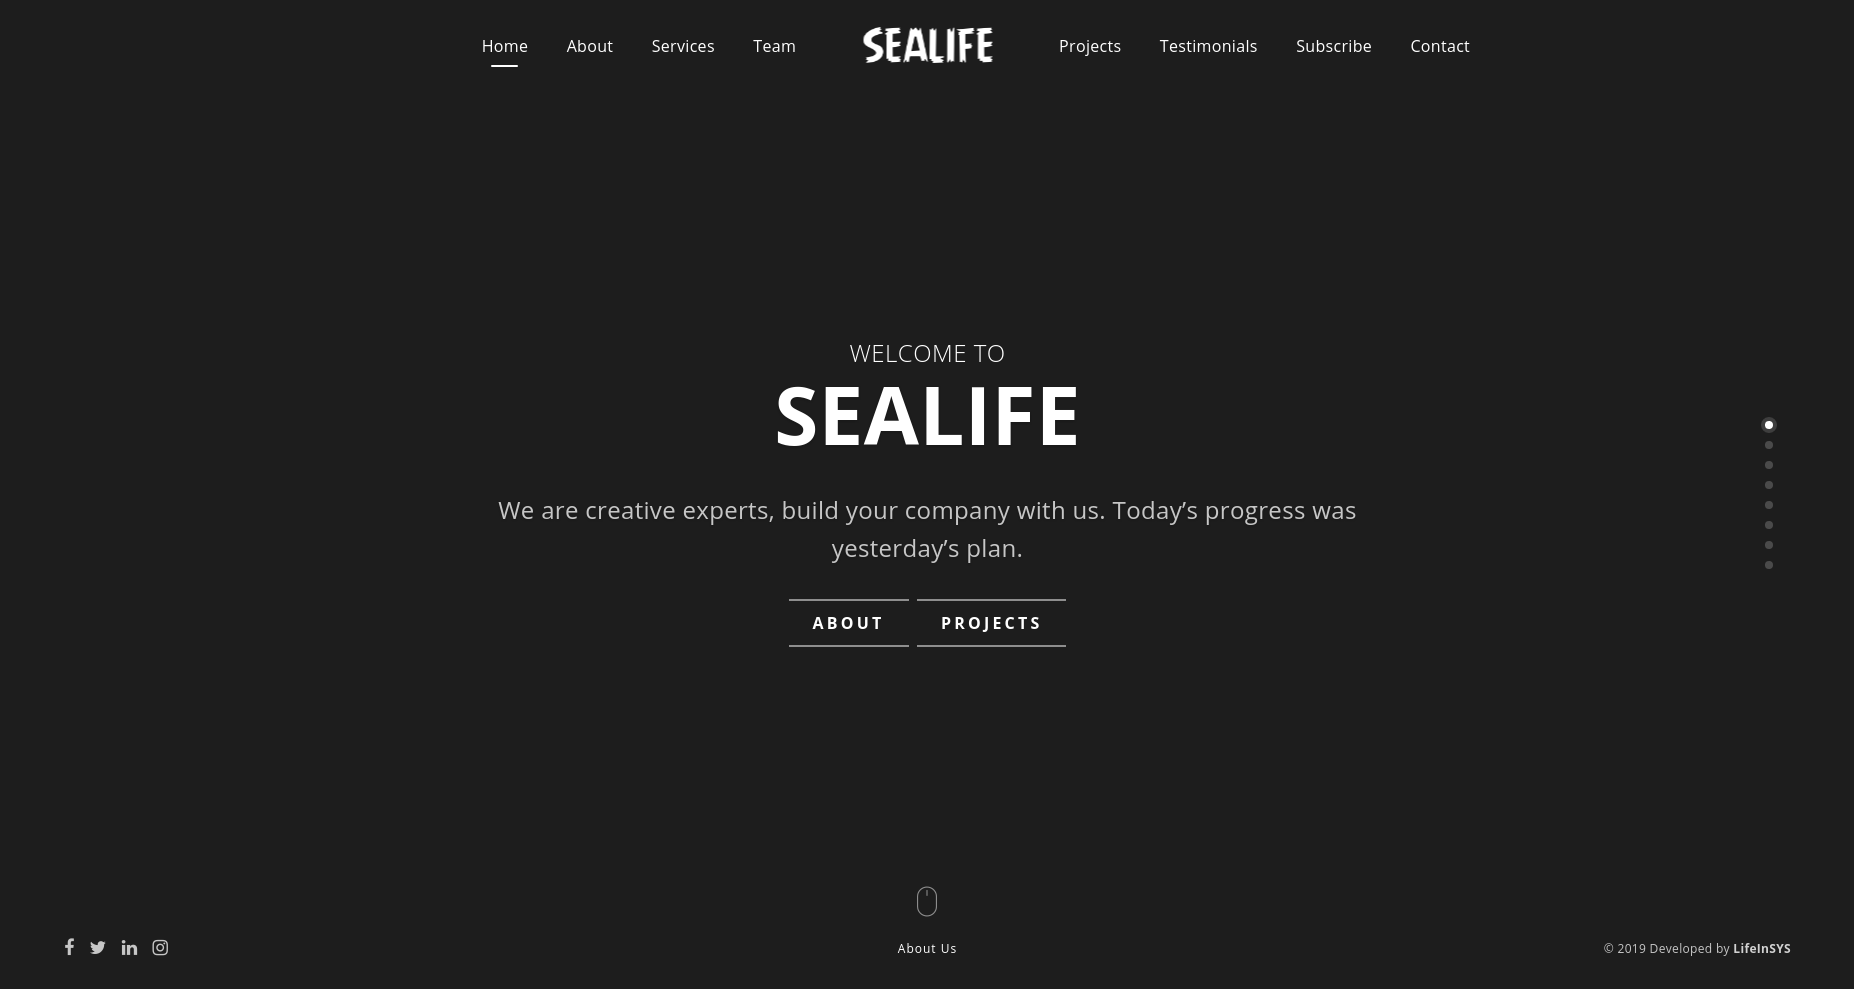 Home About Services Team SEALIFE Projects Testimonials Subscribe Contact
WELCOME TO
SEALIFE
We are creative experts, build your company with us. Today’s progress was
yesterday’s plan.
ABOUT PROJECTS
About Us
© 2019 Developed by LifeInSYS